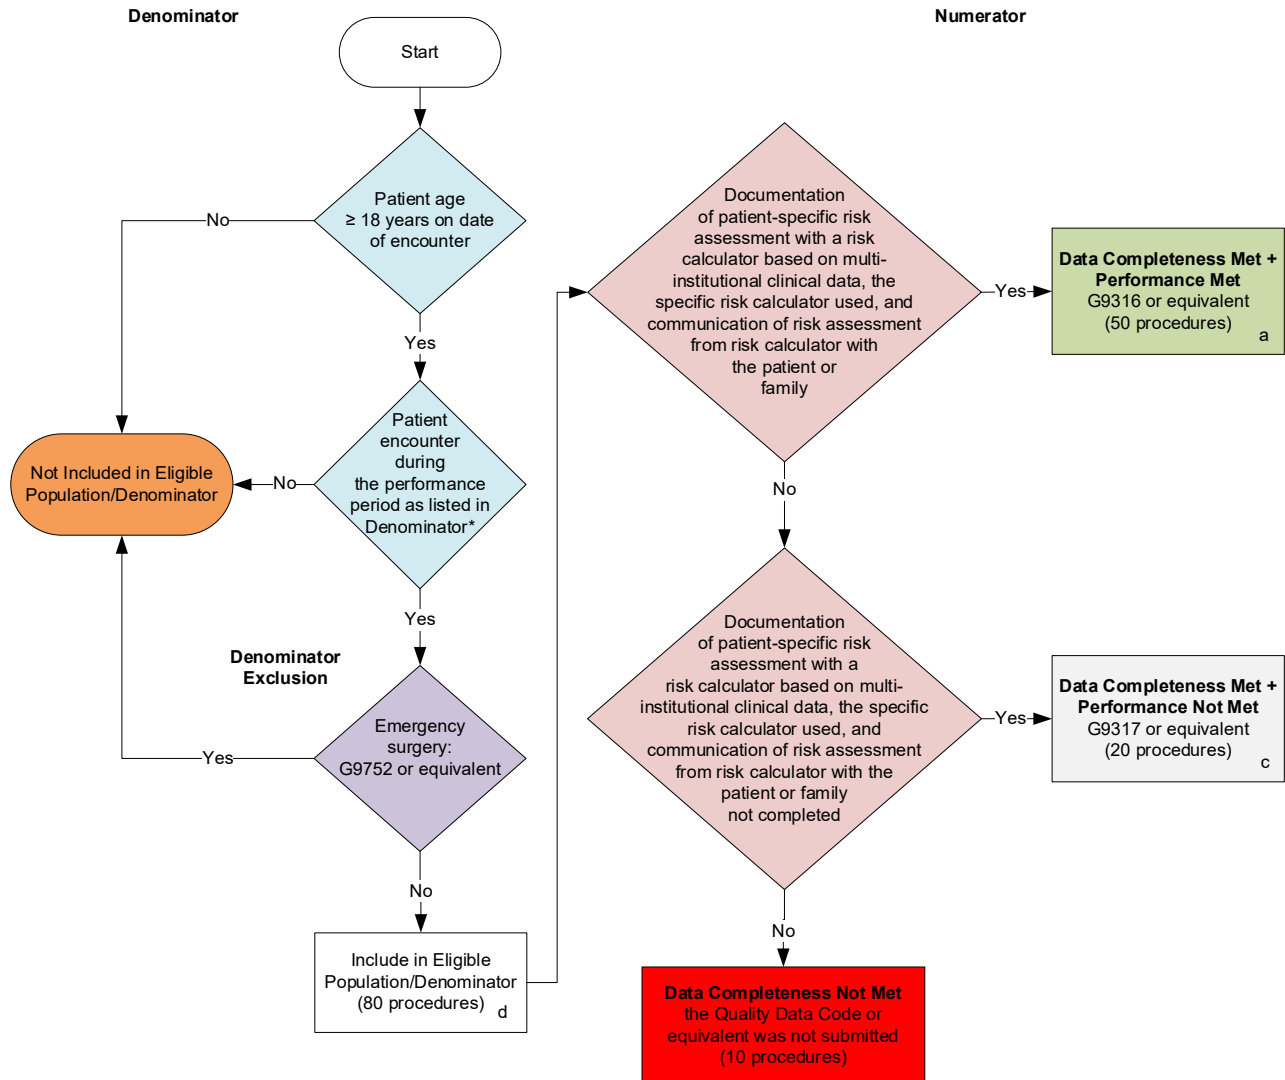 Denominator
Numerator
Start
Patient age
≥ 18 years on date
of encounter
No
Yes
Patient
encounter
during
the performance
period as listed in
Denominator*
No
Not Included in Eligible
Population/Denominator
Yes
Denominator
Exclusion
Emergency
surgery:
G9752 or equivalent
Yes
No
Include in Eligible
Population/Denominator
(80 procedures)
d
Documentation
of patient-specific risk
assessment with a risk
calculator based on multi-
institutional clinical data, the
specific risk calculator used, and
communication of risk assessment
from risk calculator with
the patient or
family
Yes
Data Completeness Met +
Performance Met
G9316 or equivalent
(50 procedures)
a
No
Documentation
of patient-specific risk
assessment with a
risk calculator based on multi-
institutional clinical data, the specific
risk calculator used, and
communication of risk assessment
from risk calculator with the
patient or family
not completed
Yes
Data Completeness Met +
Performance Not Met
G9317 or equivalent
(20 procedures)
c
No
Data Completeness Not Met
the Quality Data Code or
equivalent was not submitted
(10 procedures)